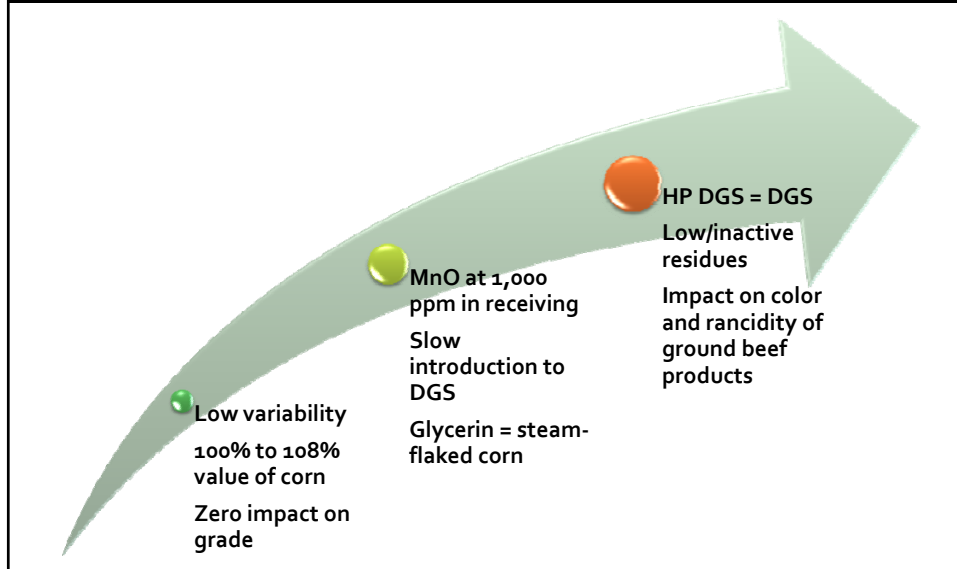 Low variability
100% to 108%
value of corn
Zero impact on
grade
MnO at 1,000
ppm in receiving
Slow
introduction to
DGS
Glycerin = steam-
flaked corn
HP DGS = DGS
Low/inactive
residues
Impact on color
and rancidity of
ground beef
products